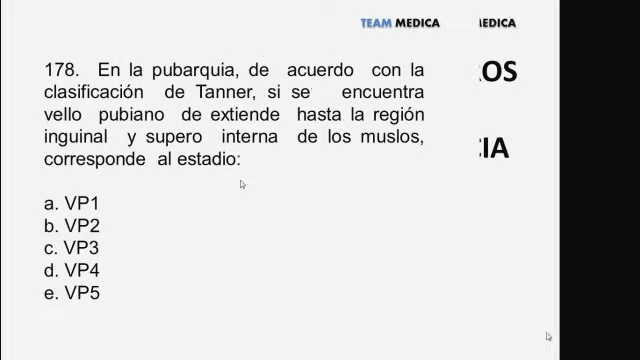 TEAM MEDICA
EDICA
178. En la pubarquia, de acuerdo con la
clasificación de Tanner, si se encuentra
vello pubiano de extiende hasta la región
inguinal y supero interna de los muslos,
corresponde al estadio:
OS
IA
a. VP1
b. VP2
c. VP3
d. VP4
e. VP5